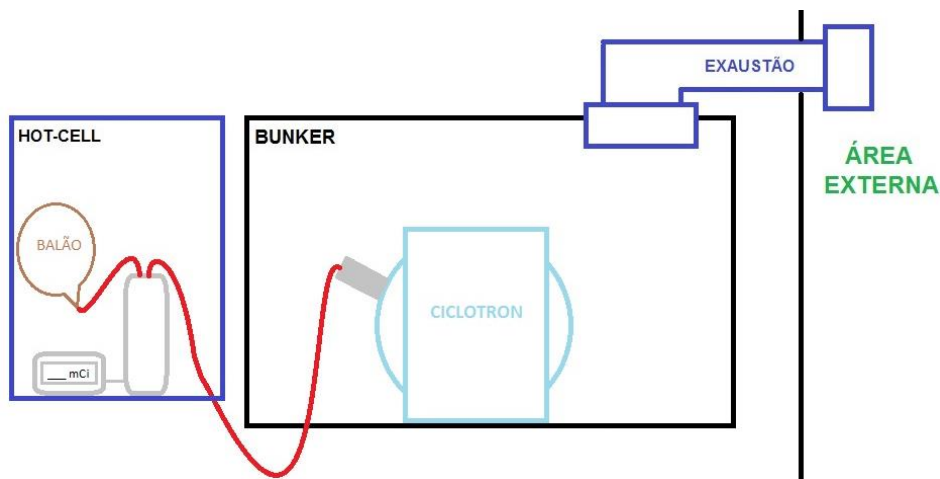 HOT-CELL
BALÃO
___ mCi
BUNKER
CICLOTRON
EXAUSTÃO
ÁREA
EXTERNA